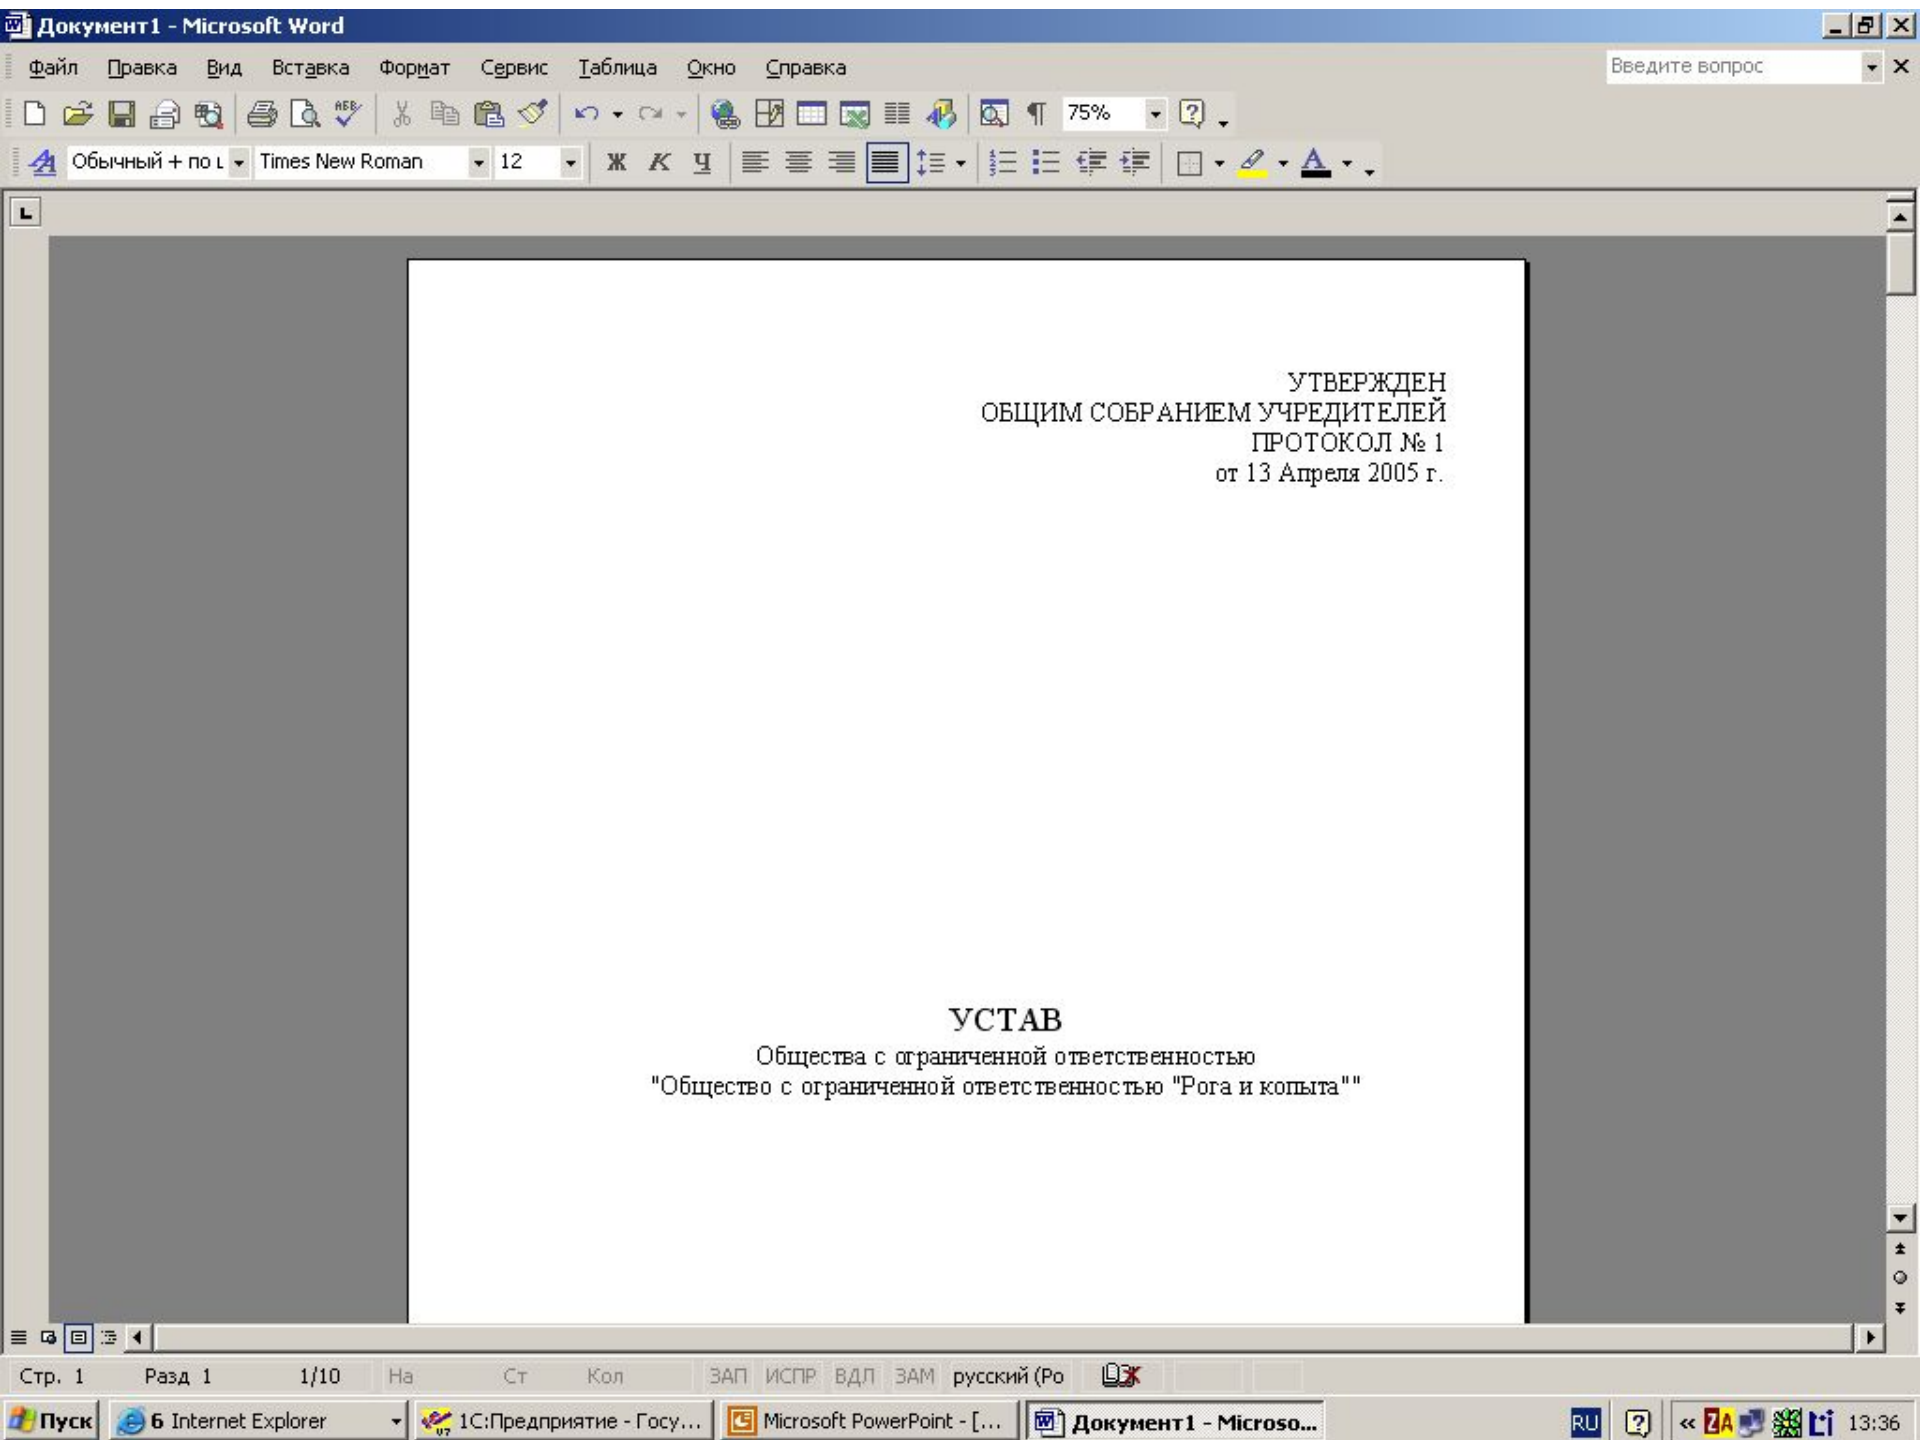 Документ1 - Microsoft Word
Файл Правка Вид Вставка Формат Сервис Таблица Окно Справка Введите вопрос
75%
Обычный + по ц Times New Roman 12 Ж К Ч
УТВЕРЖДЕН
ОБЩИМ СОБРАНИЕМ УЧРЕДИТЕЛЕЙ
ПРОТОКОЛ № 1
от 13 Апреля 2005 г.
УСТАВ
Общества с ограниченной ответственностью
"Общество с ограниченной ответственностью "Рога и копыта""
Стр. 1 Разд 1 1/10 На Ст Кол ЗАП ИСПР ВДЛ ЗАМ русский (Ро
Пуск 6 Internet Explorer 1С:Предприятие - Госу... Microsoft PowerPoint - [... Документ1 - Microso... RU « ZA 13:36